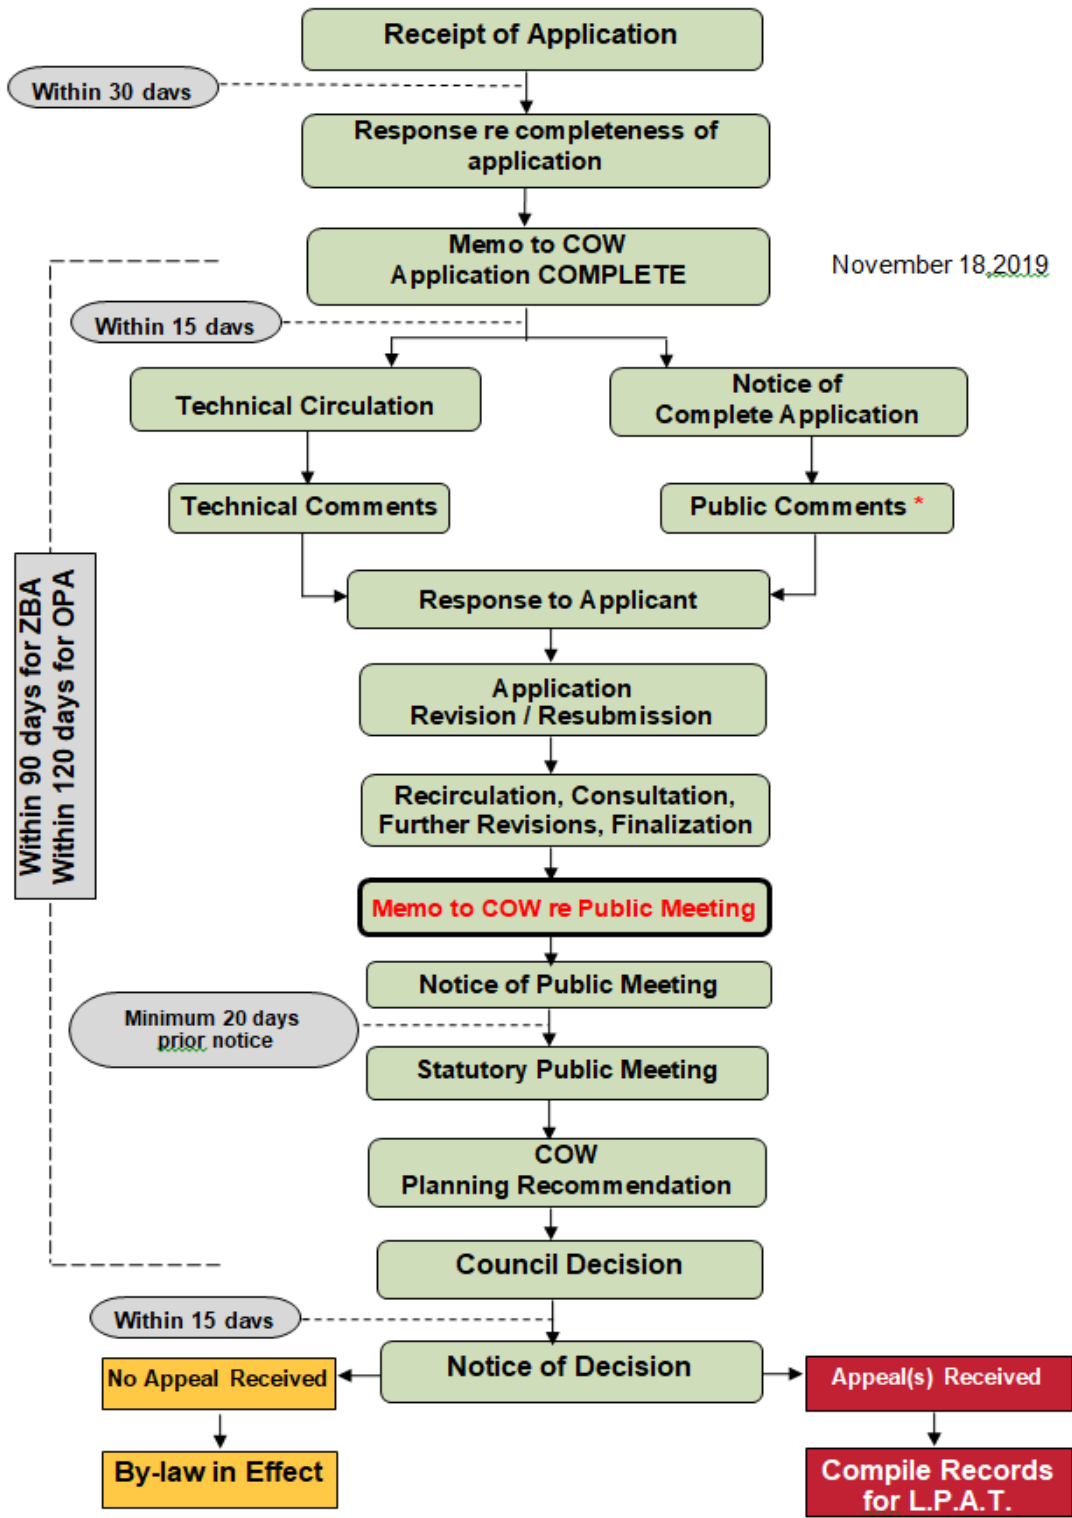 Receipt of Application
Within 30 days
Response re completeness of
application
Memo to COW
Application COMPLETE
November 18,2019
Within 15 days
Technical Circulation
Notice of
Complete Application
Technical Comments
Public Comments *
Response to Applicant
Within 90 days for ZBA
Within 120 days for OPA
Application
Revision / Resubmission
Recirculation, Consultation,
Further Revisions, Finalization
Memo to COW re Public Meeting
Notice of Public Meeting
Minimum 20 days
prior notice
Statutory Public Meeting
COW
Planning Recommendation
Council Decision
Within 15 days
Notice of Decision
No Appeal Received
Appeal(s) Received
By-law in Effect
Compile Records
for L.P.A.T.